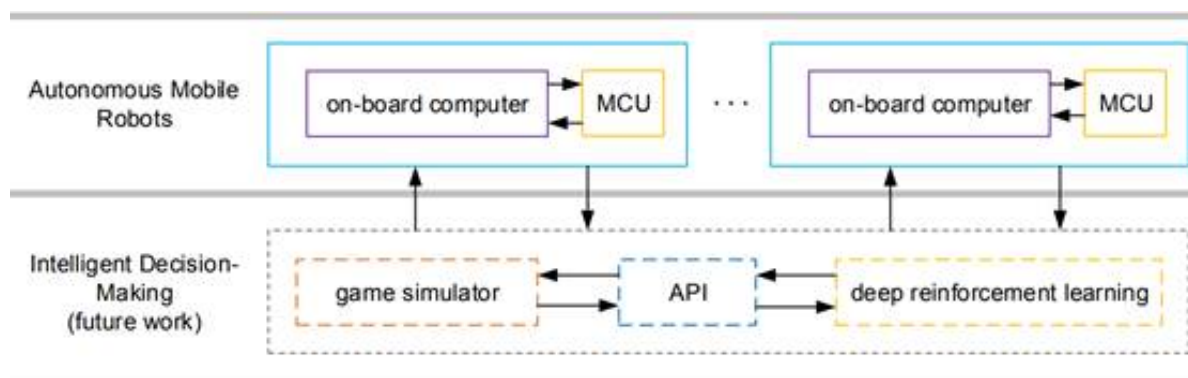 Autonomous Mobile
Robots
on-board computer
MCU
...
on-board computer
MCU
Intelligent Decision-
Making
(future work)
game simulator
API
deep reinforcement learning